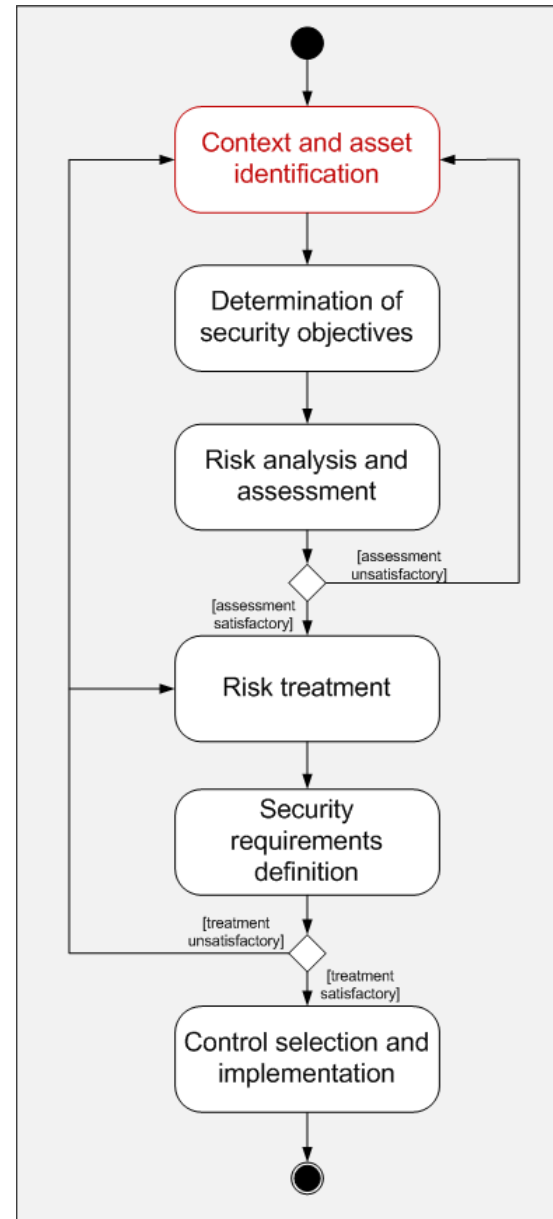 Context and asset
identification
Determination of
security objectives
Risk analysis and
assessment
[assessment
unsatisfactory]
[assessment
satisfactory]
Risk treatment
Security
requirements
definition
[treatment
unsatisfactory]
[treatment
satisfactory]
Control selection and
implementation